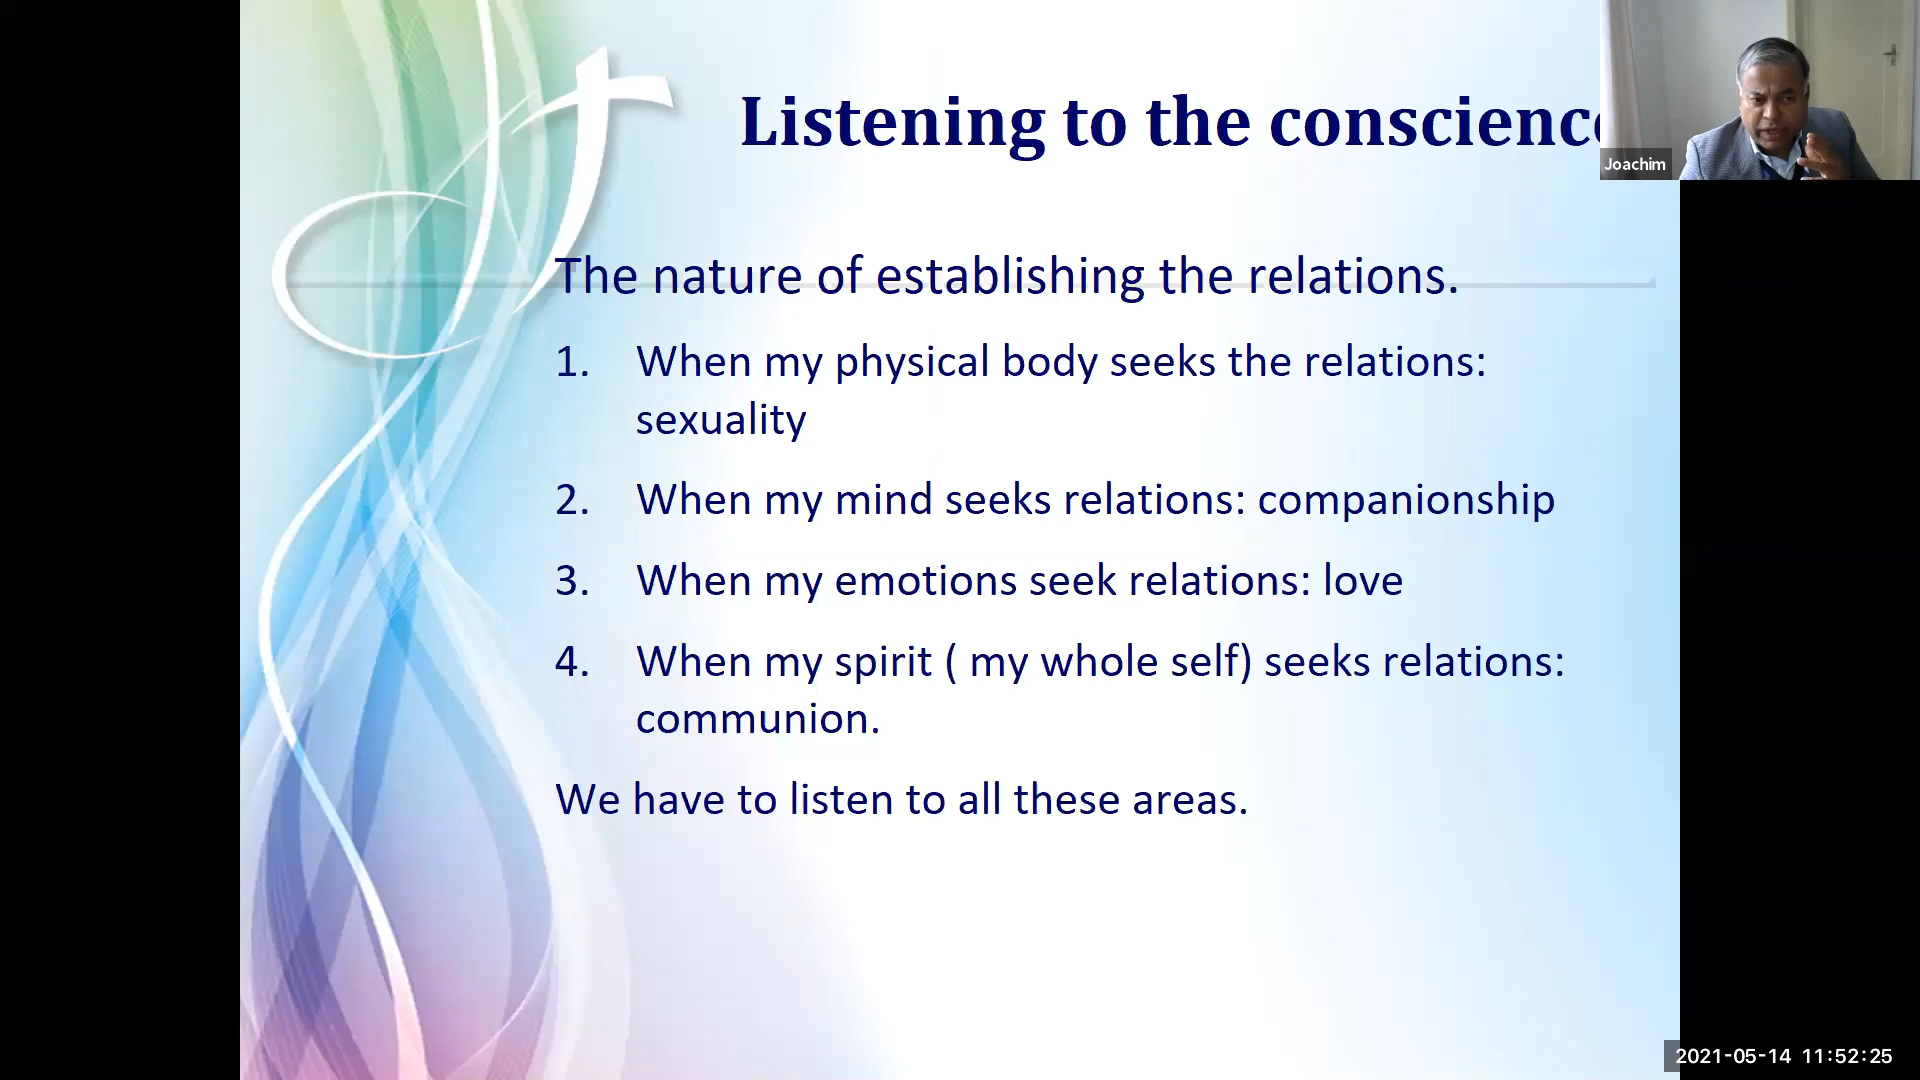 Listening to the conscienc
Joachim
The nature of establishing the relations.
1. When my physical body seeks the relations:
sexuality
2. When my mind seeks relations: companionship
3. When my emotions seek relations: love
4. When my spirit ( my whole self) seeks relations:
communion.
We have to listen to all these areas.
2021-05-14 11:52:25